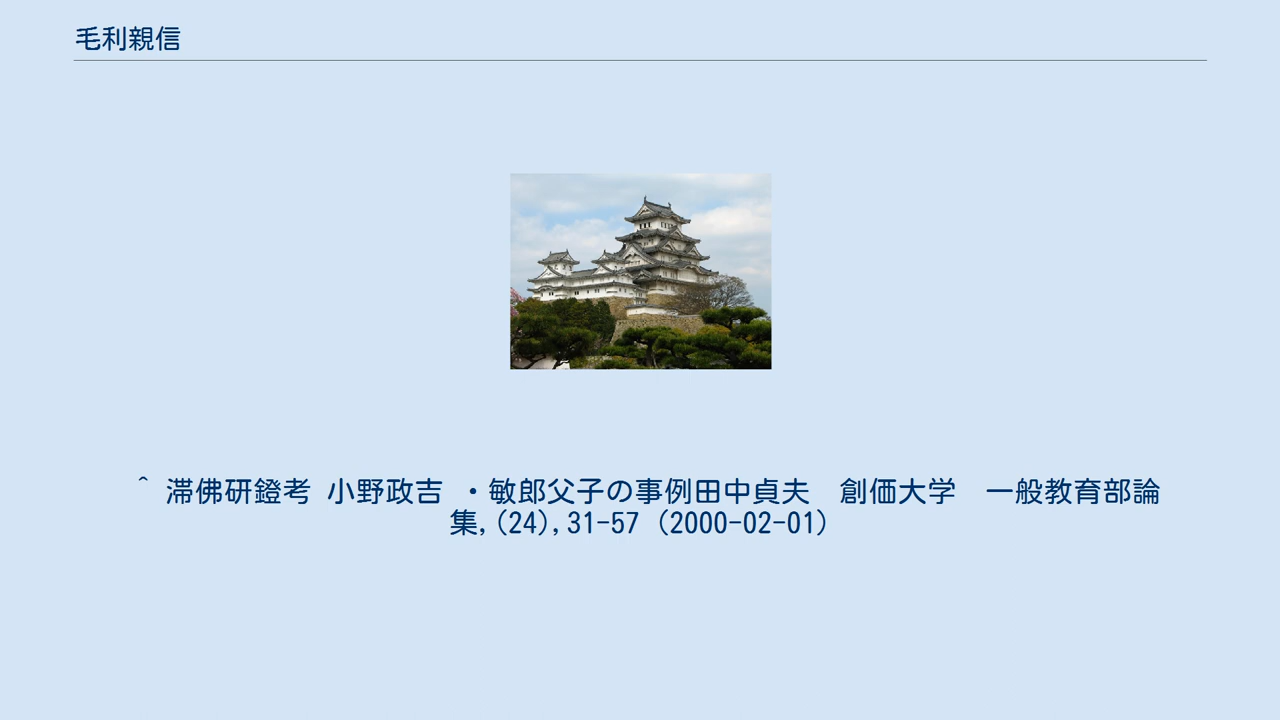 毛利親信
^ 滞佛研鐙考 小野政吉 ・敏郎父子の事例田中貞夫　創価大学　一般教育部論
集,(24),31-57 (2000-02-01)